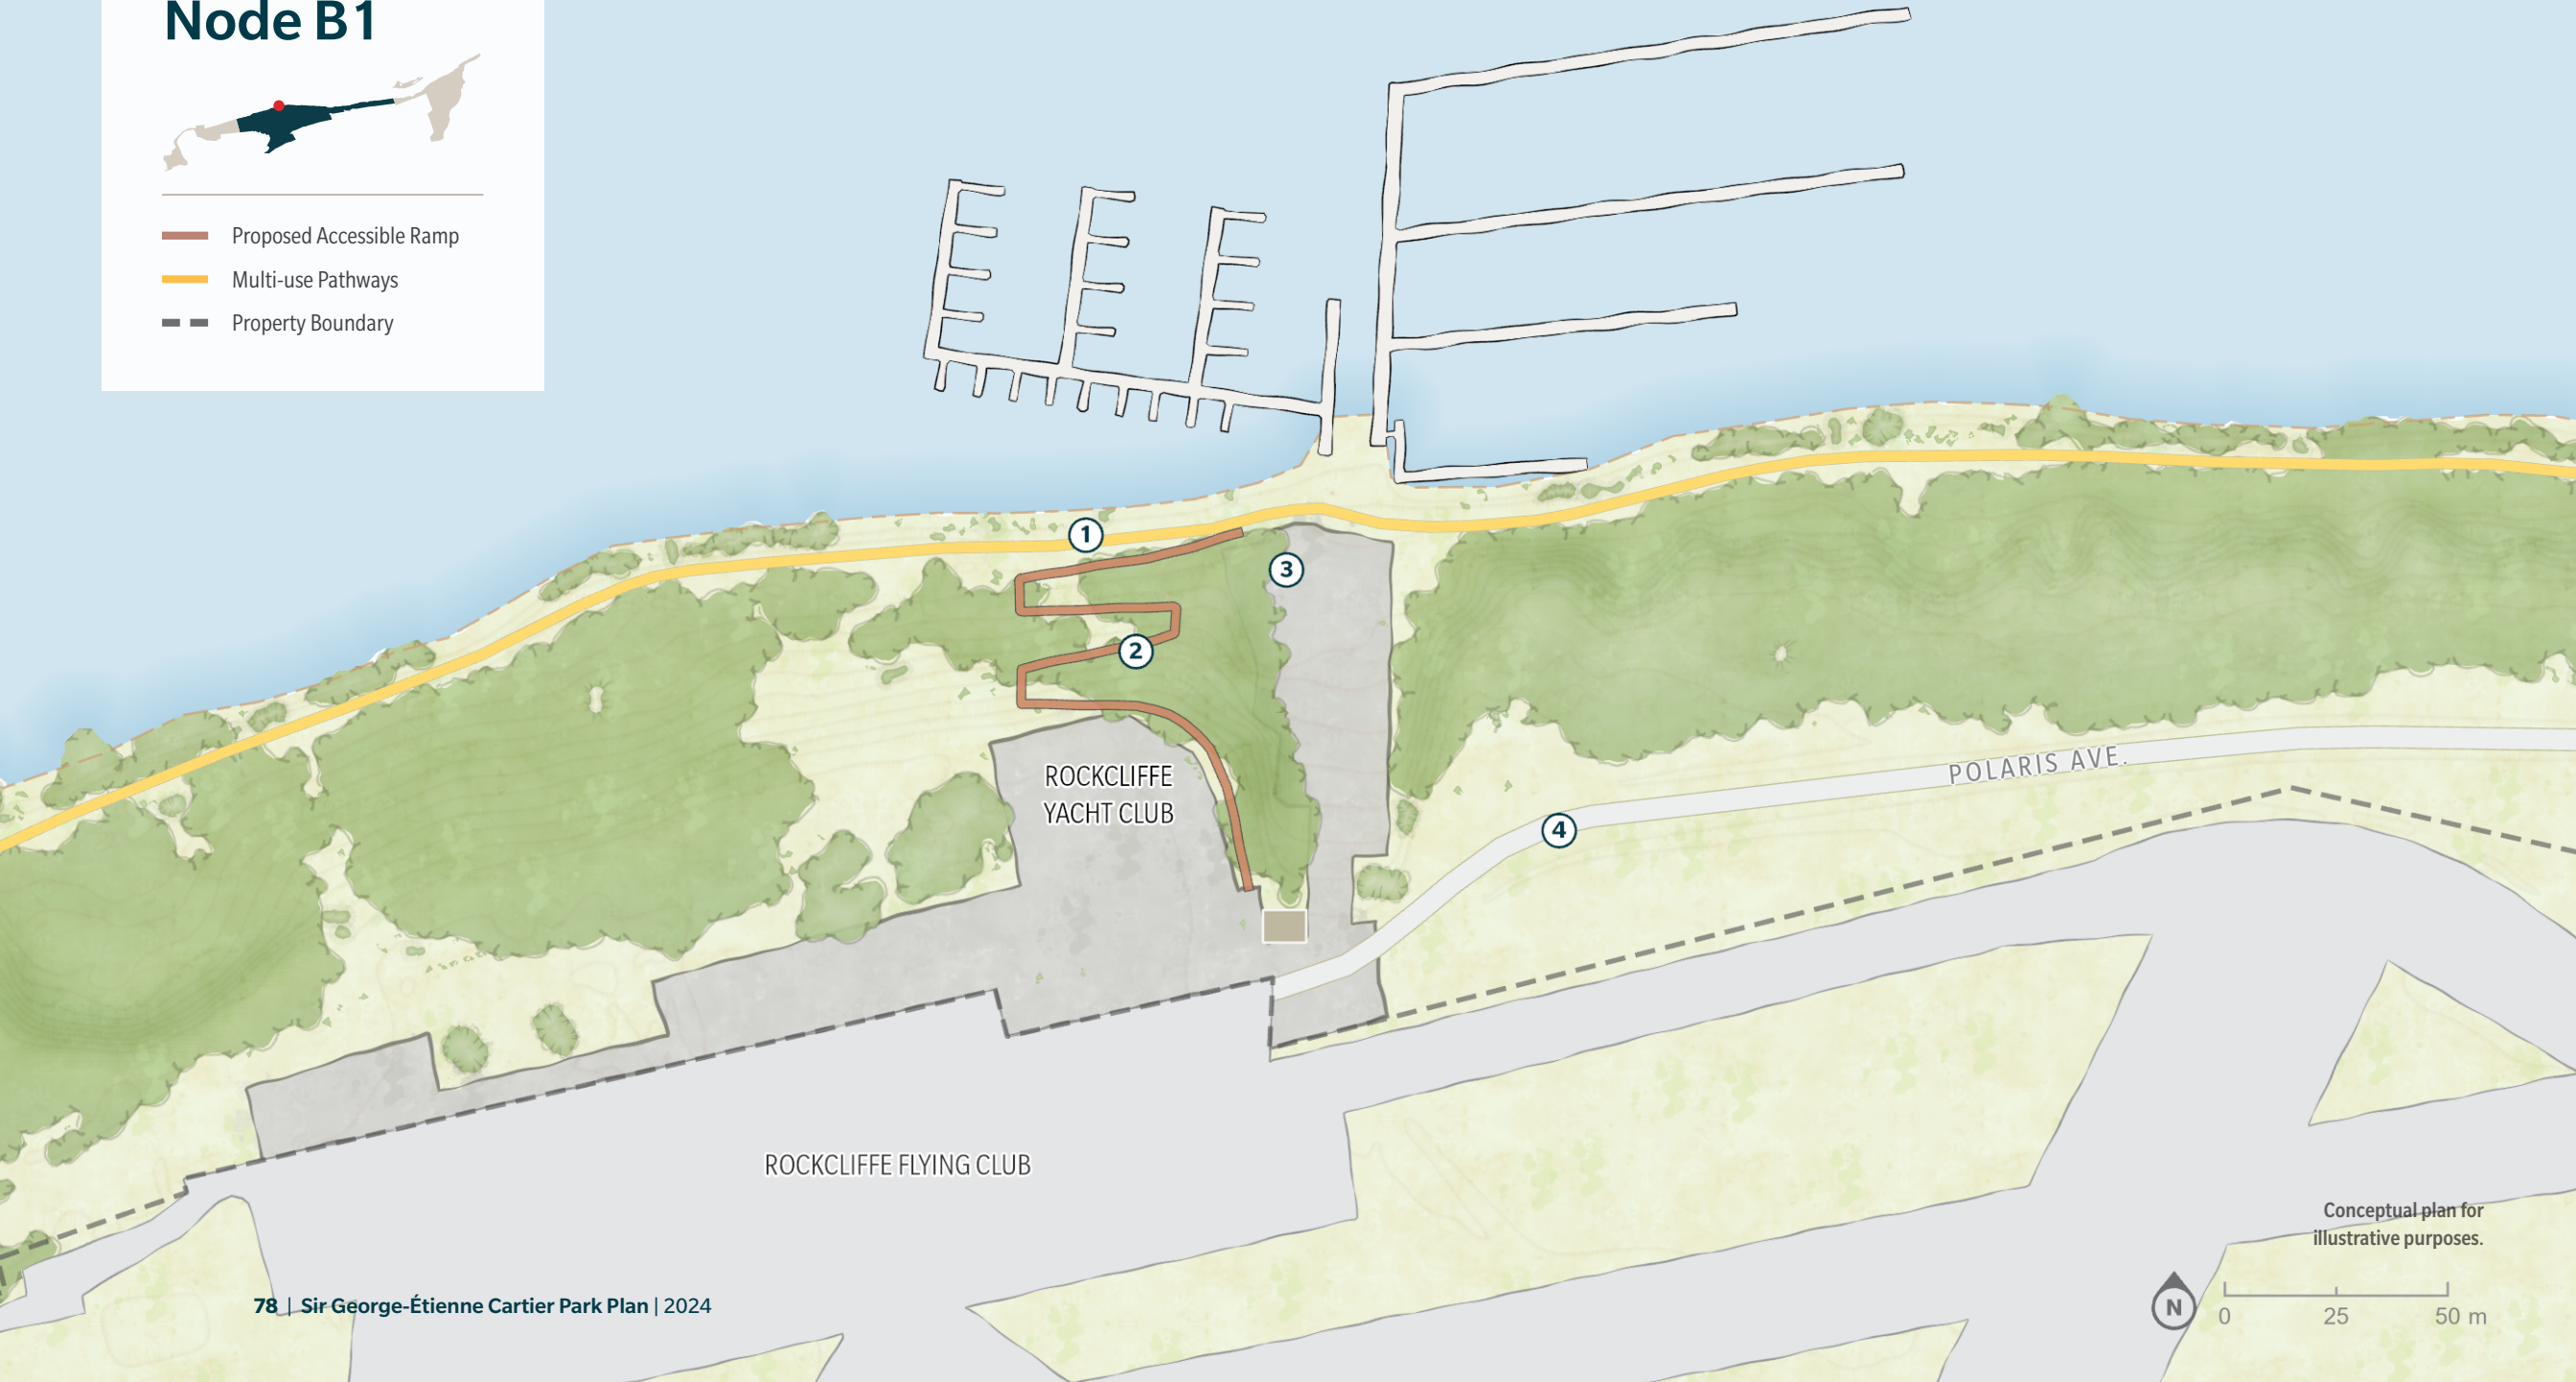 Node B1
Proposed Accessible Ramp
Multi-use Pathways
Property Boundary
1
3
2
ROCKCLIFFE
YACHT CLUB
POLARIS AVE.
4
ROCKCLIFFE FLYING CLUB
Conceptual plan for
illustrative purposes.
N
0 25 50 m
78 | Sir George-Étienne Cartier Park Plan | 2024